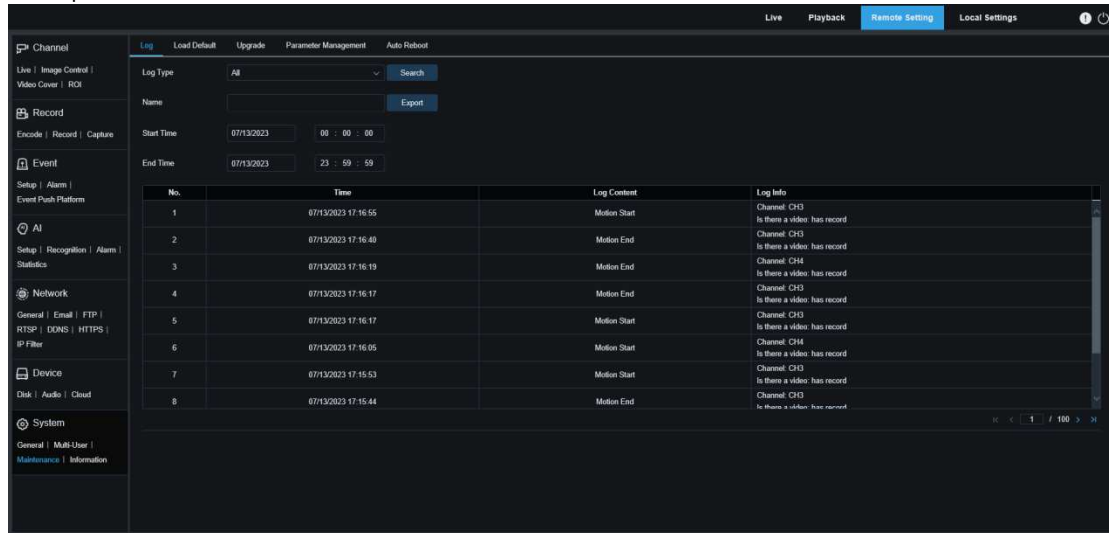 Live Playback Remote Setting Local Settings
Channel
Live | Image Control |
Video Cover | ROI
Record
Encode | Record | Capture
Event
Setup | Alarm |
Event Push Platform
AI
Setup | Recognition | Alarm |
Statistics
Network
General | Email | FTP |
RTSP | DDNS | HTTPS |
IP Filter
Device
Disk | Audio | Cloud
System
General | Multi-User |
Maintenance | Information
Log Load Default Upgrade Parameter Management Auto Reboot
Log Type All Search
Name Export
Start Time 07/13/2023 00 : 00 : 00
End Time 07/13/2023 23 : 59 : 59
No. Time Log Content Log Info
1 07/13/2023 17:16:55 Motion Start Channel: CH3
Is there a video: has record
2 07/13/2023 17:16:40 Motion End Channel: CH3
Is there a video: has record
3 07/13/2023 17:16:19 Motion End Channel: CH4
Is there a video: has record
4 07/13/2023 17:16:17 Motion End Channel: CH3
Is there a video: has record
5 07/13/2023 17:16:17 Motion Start Channel: CH3
Is there a video: has record
6 07/13/2023 17:16:05 Motion Start Channel: CH4
Is there a video: has record
7 07/13/2023 17:15:53 Motion Start Channel: CH3
Is there a video: has record
8 07/13/2023 17:15:44 Motion End Channel: CH3
Is there a video: has record
1 / 100